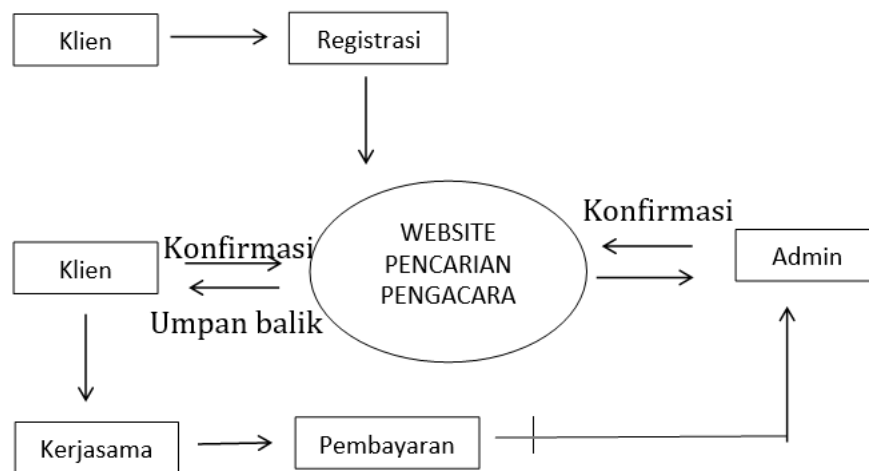 Klien
Registrasi
Konfirmasi
WEBSITE
PENCARIAN
PENGACARA
Konfirmasi
Klien
Admin
Umpan balik
Kerjasama
Pembayaran